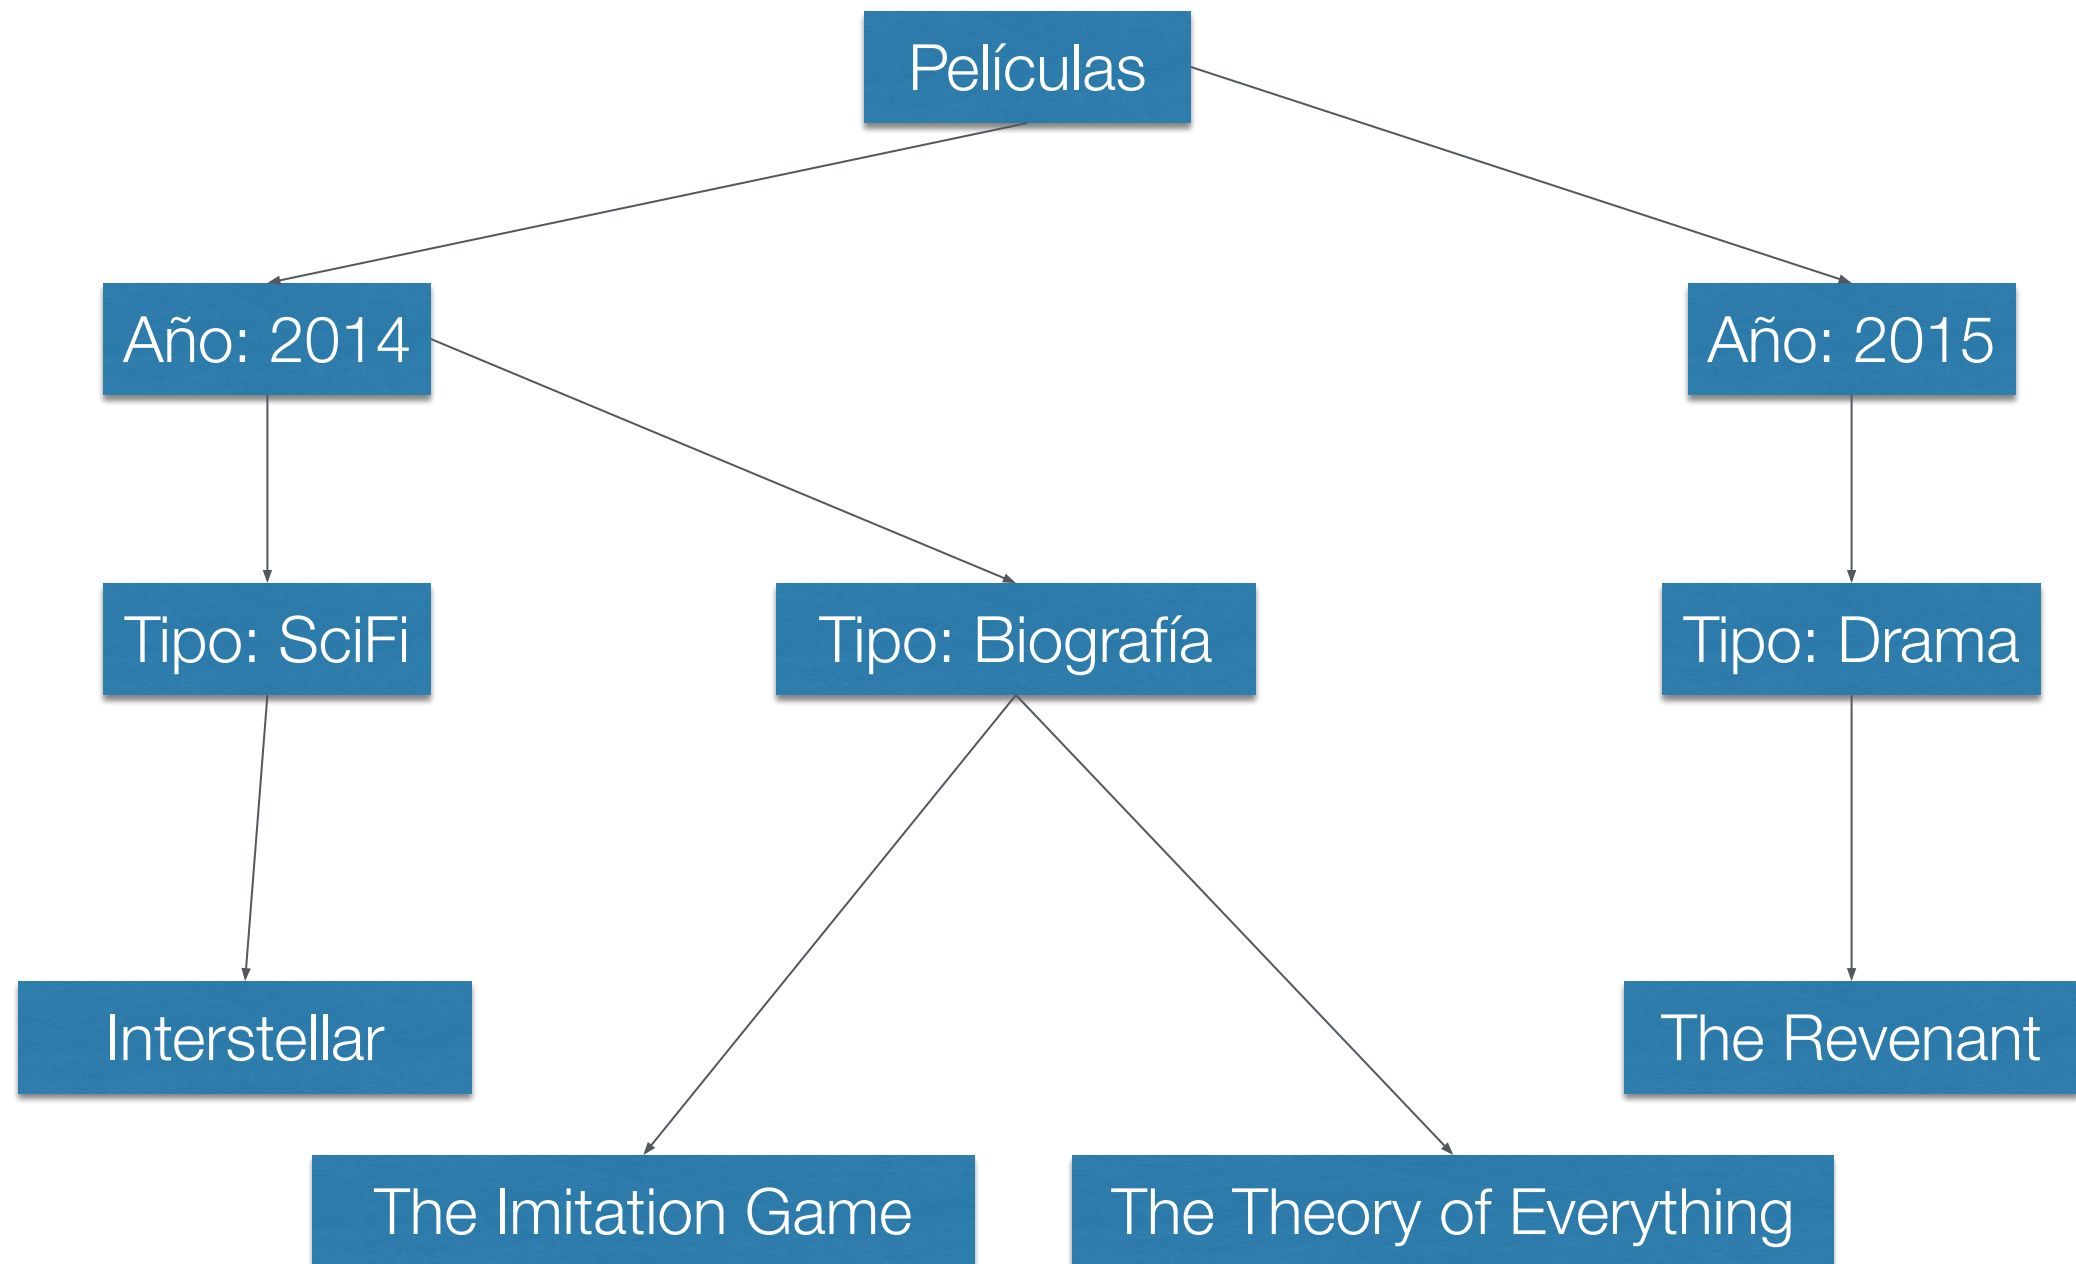 Películas
Año: 2014
Año: 2015
Tipo: SciFi
Tipo: Biografía
Tipo: Drama
Interstellar
The Revenant
The Imitation Game
The Theory of Everything